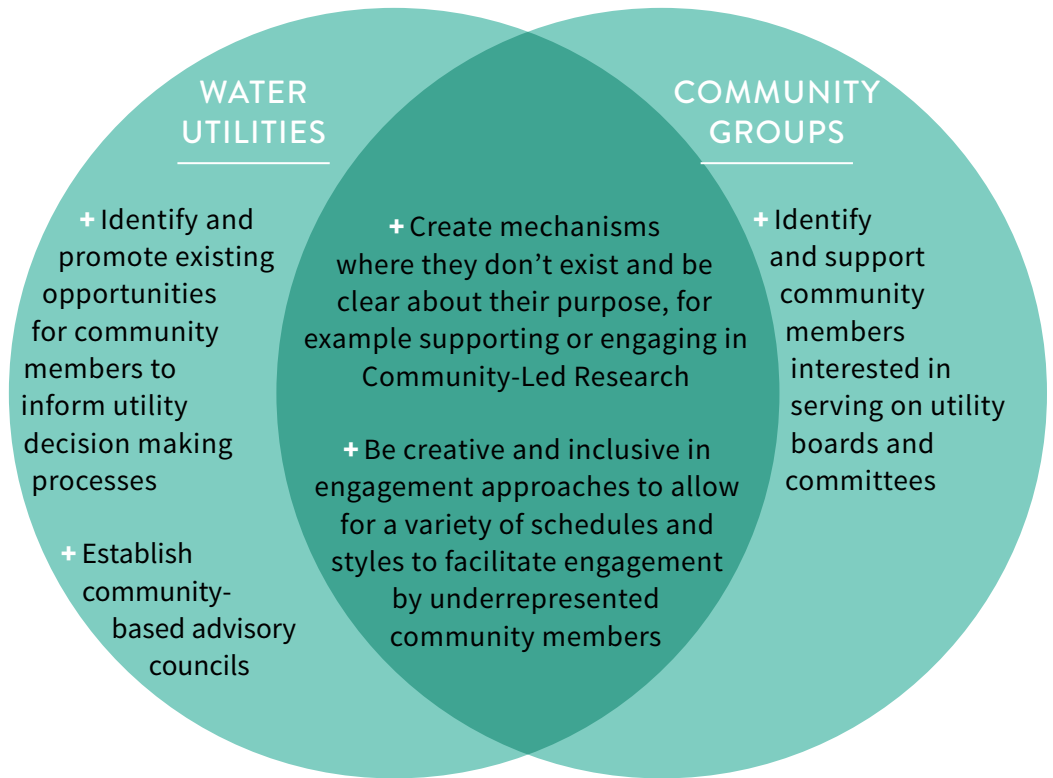 WATER
UTILITIES
+ Identify and
promote existing
opportunities
for community
members to
inform utility
decision making
processes
+ Establish
community-
based advisory
councils
+ Create mechanisms
where they don’t exist and be
clear about their purpose, for
example supporting or engaging in
Community-Led Research
+ Be creative and inclusive in
engagement approaches to allow
for a variety of schedules and
styles to facilitate engagement
by underrepresented
community members
COMMUNITY
GROUPS
+ Identify
and support
community
members
interested in
serving on utility
boards and
committees